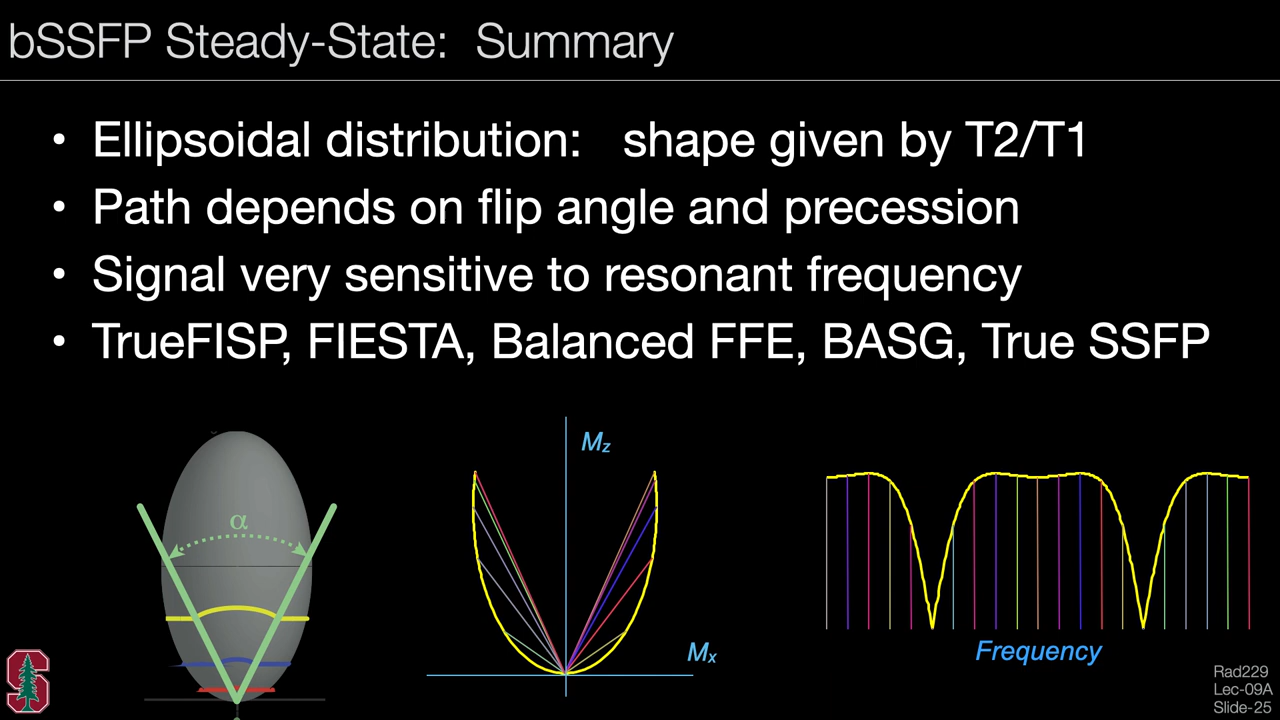 bSSFP Steady-State: Summary
• Ellipsoidal distribution: shape given by T2/T1
• Path depends on flip angle and precession
• Signal very sensitive to resonant frequency
• TrueFISP, FIESTA, Balanced FFE, BASG, True SSFP
α
Mz
Mx
Frequency
Rad229
Lec-09A
Slide-25